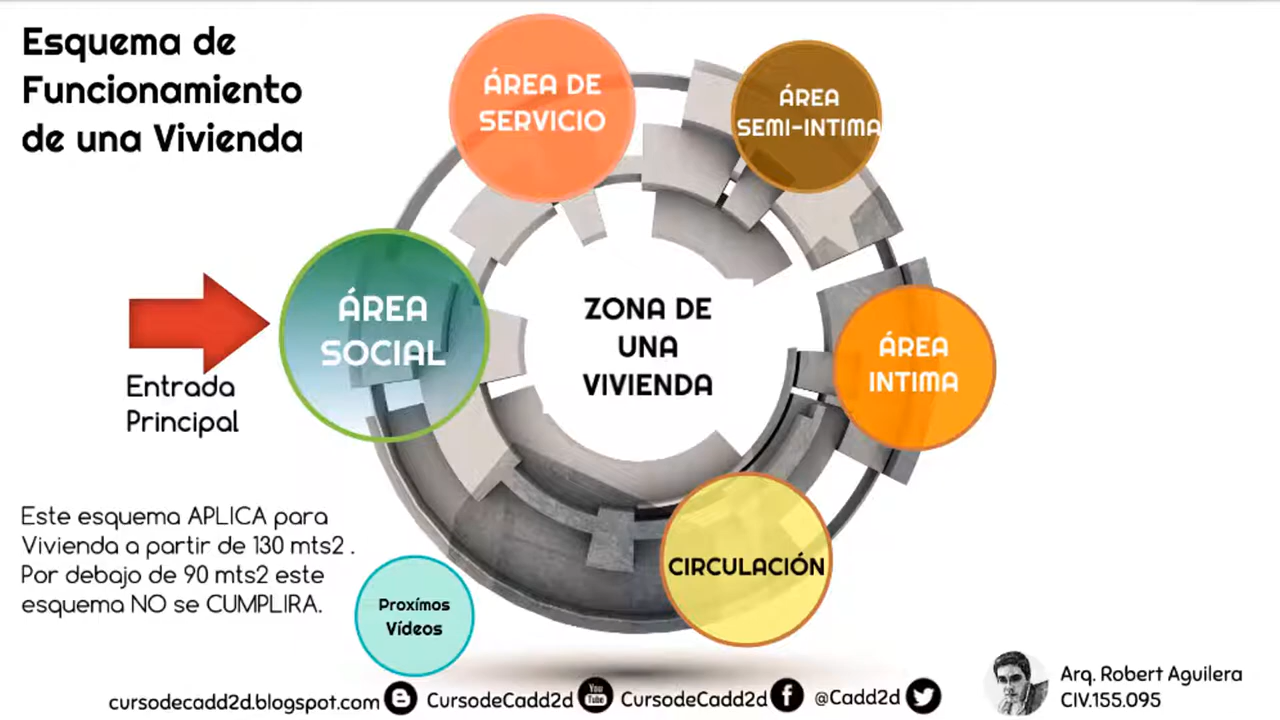 Esquema de
Funcionamiento
de una Vivienda
ÁREA DE
SERVICIO
ÁREA
SEMI-INTIMA
ÁREA
SOCIAL
Entrada
Principal
ZONA DE
UNA
VIVIENDA
ÁREA
INTIMA
CIRCULACIÓN
Este esquema APLICA para
Vivienda a partir de 130 mts2 .
Por debajo de 90 mts2 este
esquema NO se CUMPLIRA.
Proxímos
Vídeos
cursodecadd2d.blogspot.com CursodeCadd2d You Tube CursodeCadd2d @Cadd2d
Arq. Robert Aguilera
CIV.155.095